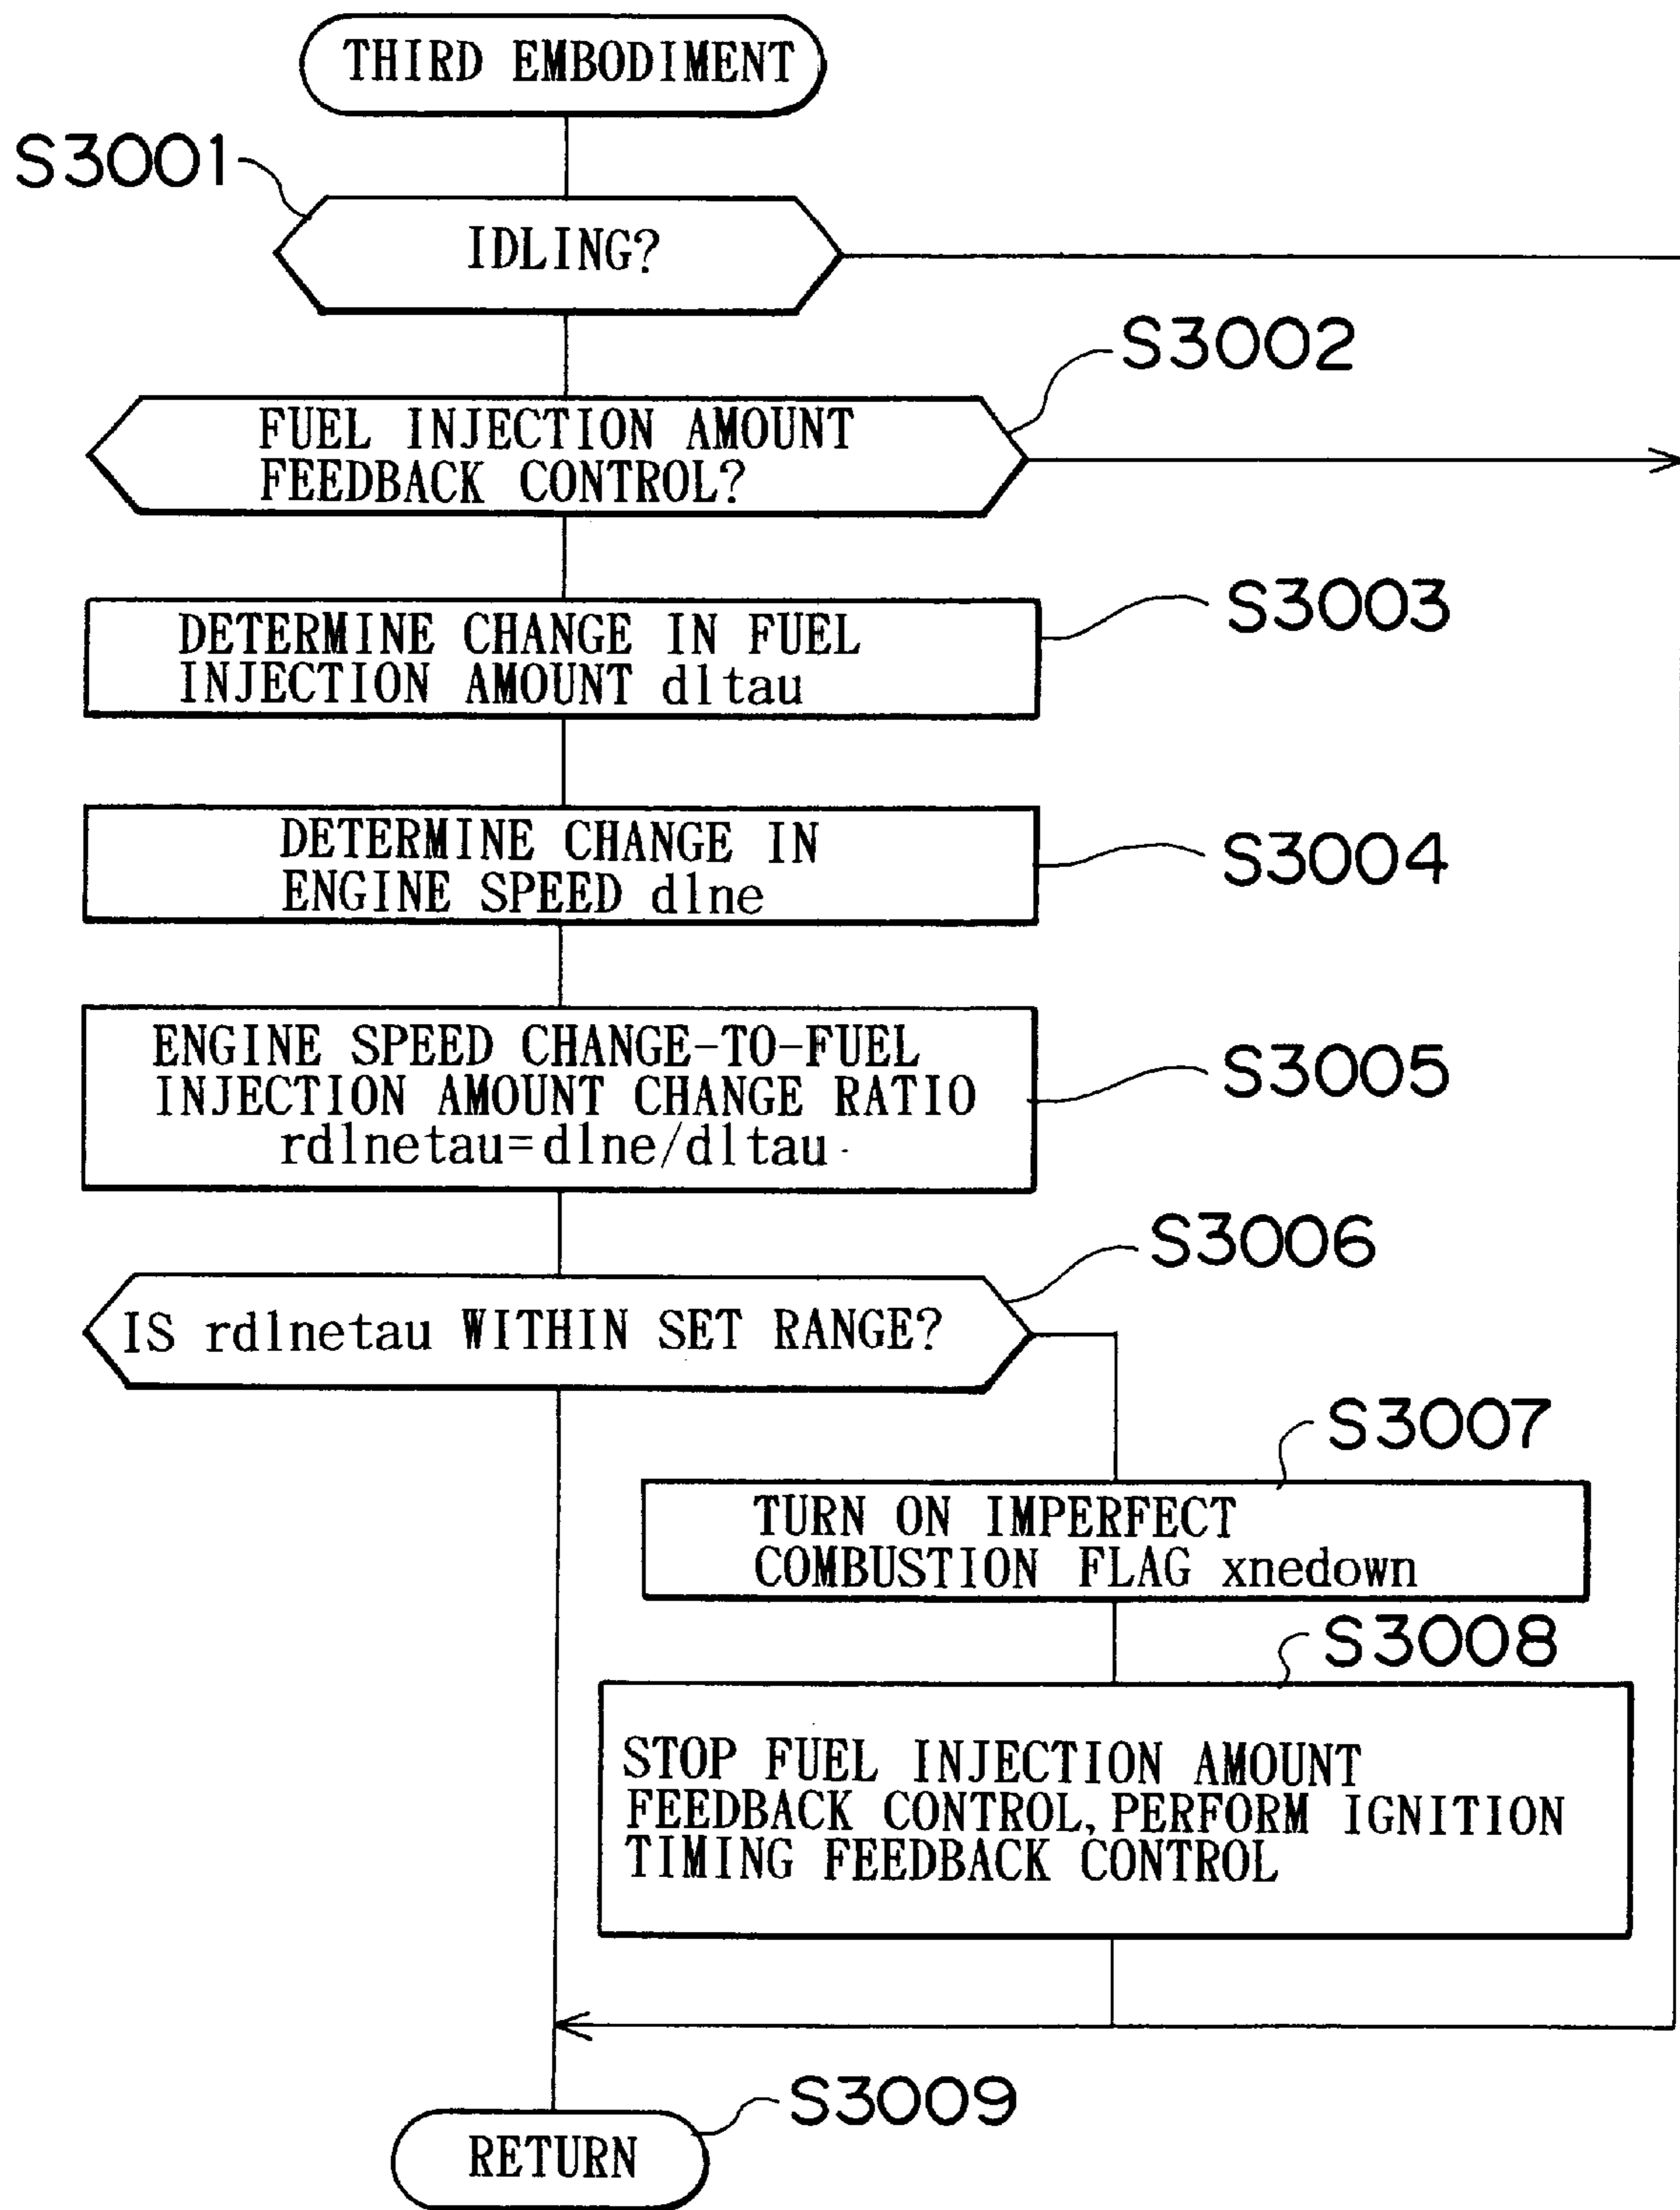 THIRD EMBODIMENT
S3001
IDLING?
S3002
FUEL INJECTION AMOUNT
FEEDBACK CONTROL?
S3003
DETERMINE CHANGE IN FUEL
INJECTION AMOUNT dltau
S3004
DETERMINE CHANGE IN
ENGINE SPEED dlne
S3005
ENGINE SPEED CHANGE-TO-FUEL
INJECTION AMOUNT CHANGE RATIO
rdlnetau=dlne/dltau
S3006
IS rdlnetau WITHIN SET RANGE?
S3007
TURN ON IMPERFECT
COMBUSTION FLAG xnedown
S3008
STOP FUEL INJECTION AMOUNT
FEEDBACK CONTROL, PERFORM IGNITION
TIMING FEEDBACK CONTROL
S3009
RETURN